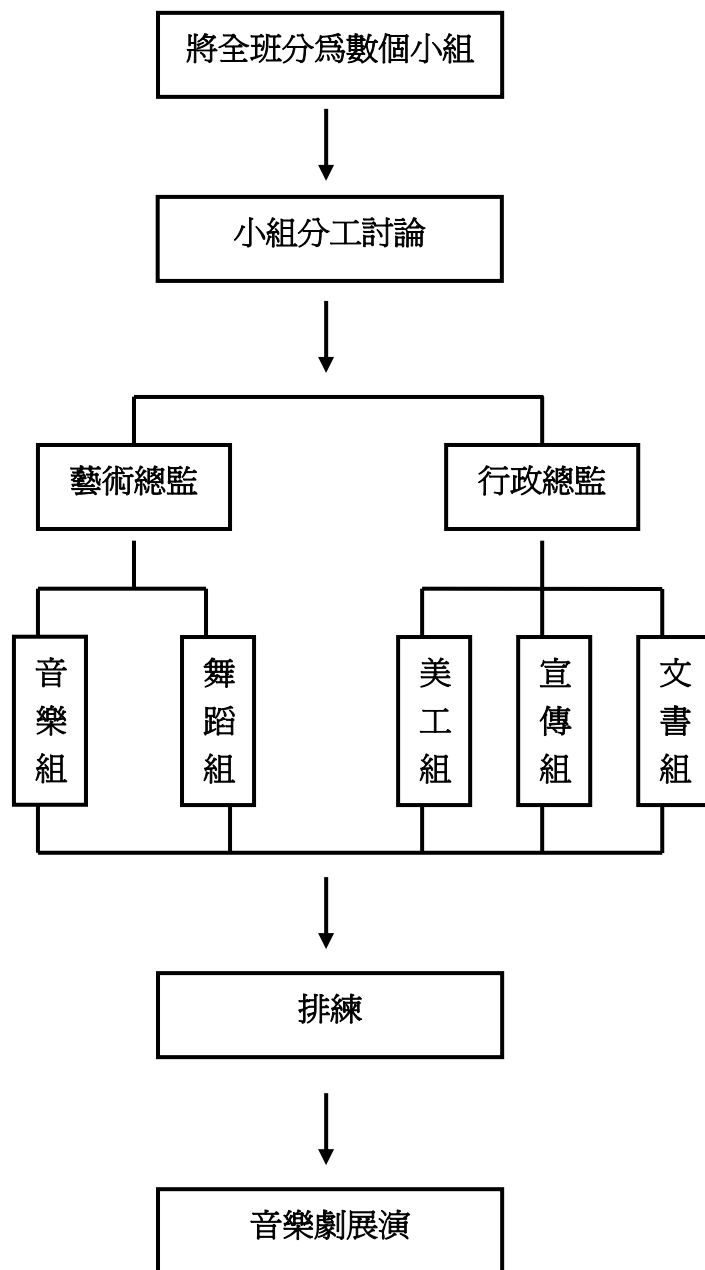 將全班分爲數個小組
小組分工討論
藝術總監
行政總監
音樂組
舞蹈組
美工組
宣傳組
文書組
排練
音樂劇展演